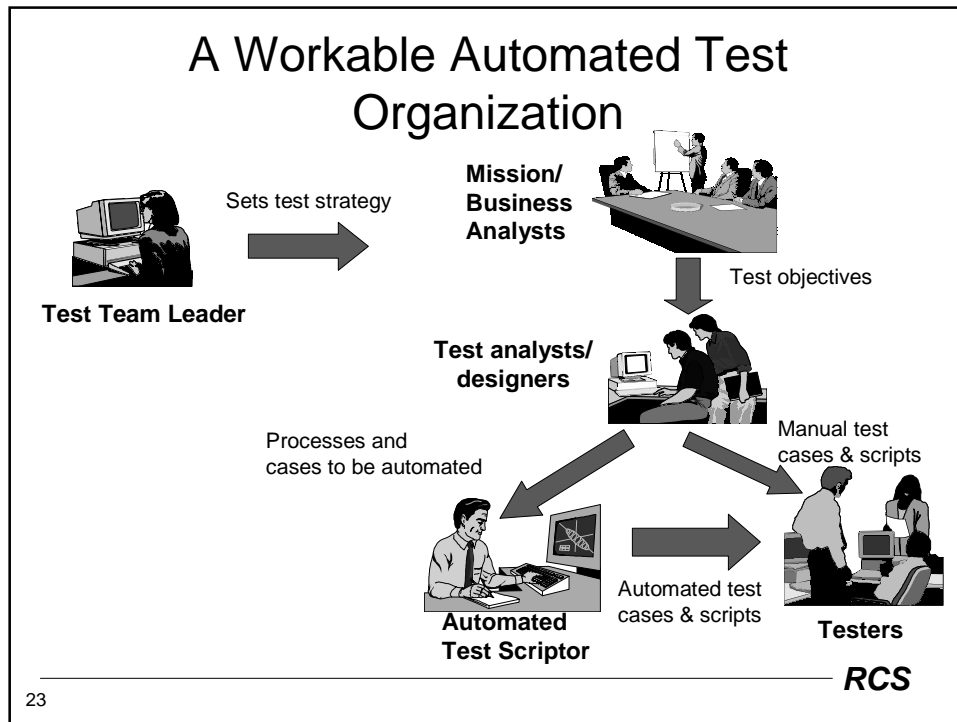 A Workable Automated Test
Organization
Mission/
Business
Analysts
Sets test strategy
Test Team Leader
Test objectives
Test analysts/
designers
Processes and
cases to be automated
Manual test
cases & scripts
Automated test
cases & scripts
Automated
Test Scriptor
Testers
RCS
23